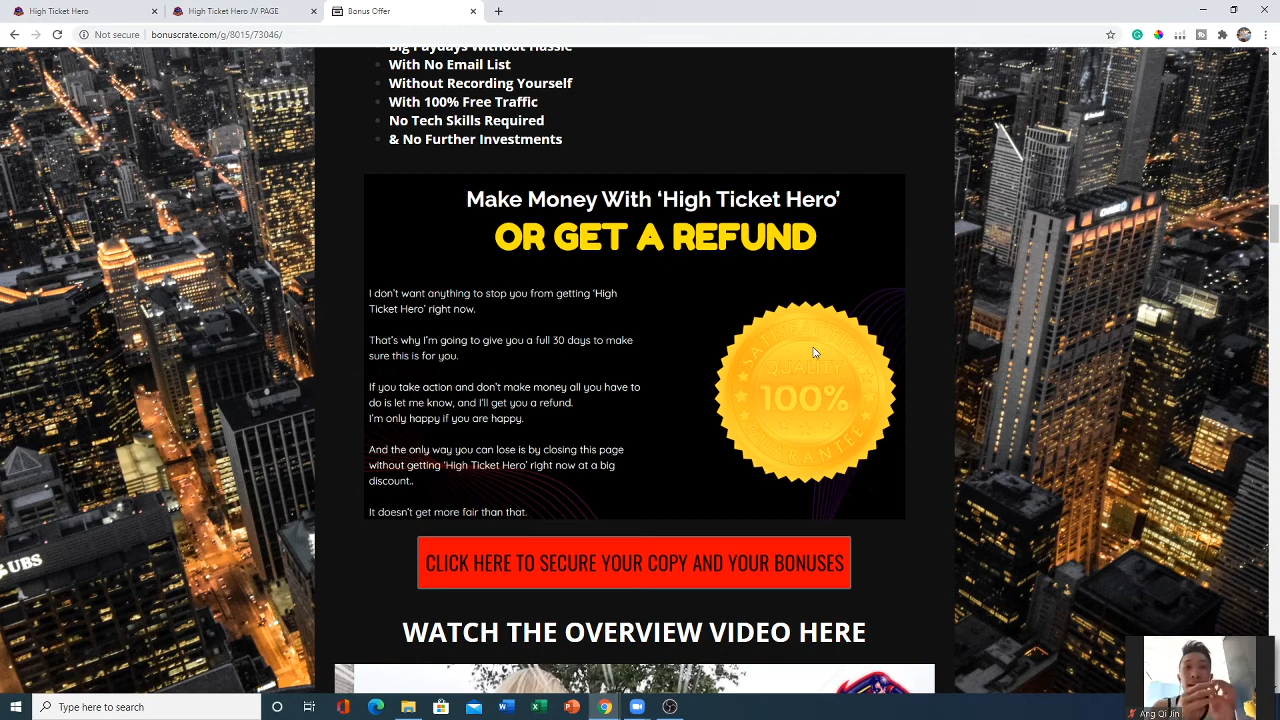 High Ticket Hero
High Ticket Hero JV PAGE
Bonus Offer
Not secure
bonuscrate.com/g/8015/73046/
Big Paydays Without Hassle
With No Email List
Without Recording Yourself
With 100% Free Traffic
No Tech Skills Required
& No Further Investments
Make Money With ‘High Ticket Hero’
OR GET A REFUND
I don’t want anything to stop you from getting ‘High
Ticket Hero’ right now.
That’s why I’m going to give you a full 30 days to make
sure this is for you.
If you take action and don’t make money all you have to
do is let me know, and I’ll get you a refund.
I’m only happy if you are happy.
And the only way you can lose is by closing this page
without getting ‘High Ticket Hero’ right now at a big
discount..
It doesn’t get more fair than that.
SATISFACTION
QUALITY
100%
GUARANTEE
CLICK HERE TO SECURE YOUR COPY AND YOUR BONUSES
WATCH THE OVERVIEW VIDEO HERE
CHASE
UBS
Type here to search
Ang Qi Jin